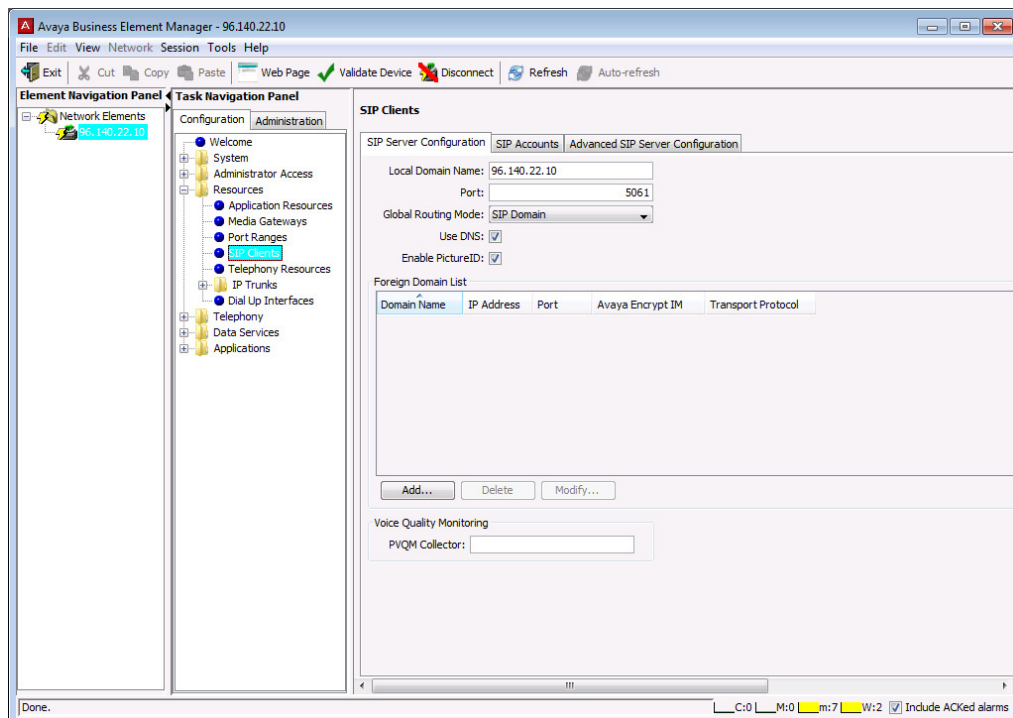 Avaya Business Element Manager - 96.140.22.10
File Edit View Network Session Tools Help
Exit Cut Copy Paste Web Page Validate Device Disconnect Refresh Auto-refresh
Element Navigation Panel
Network Elements
96.140.22.10
Task Navigation Panel
Configuration Administration
Welcome
System
Administrator Access
Resources
Application Resources
Media Gateways
Port Ranges
SIP Clients
Telephony Resources
IP Trunks
Dial Up Interfaces
Telephony
Data Services
Applications
SIP Clients
SIP Server Configuration SIP Accounts Advanced SIP Server Configuration
Local Domain Name: 96.140.22.10
Port: 5061
Global Routing Mode: SIP Domain
Use DNS:
Enable PictureID:
Foreign Domain List
Domain Name IP Address Port Avaya Encrypt IM Transport Protocol
Add... Delete Modify...
Voice Quality Monitoring
PVQM Collector:
Done. C:0 M:0 m:7 W:2 Include ACKed alarms